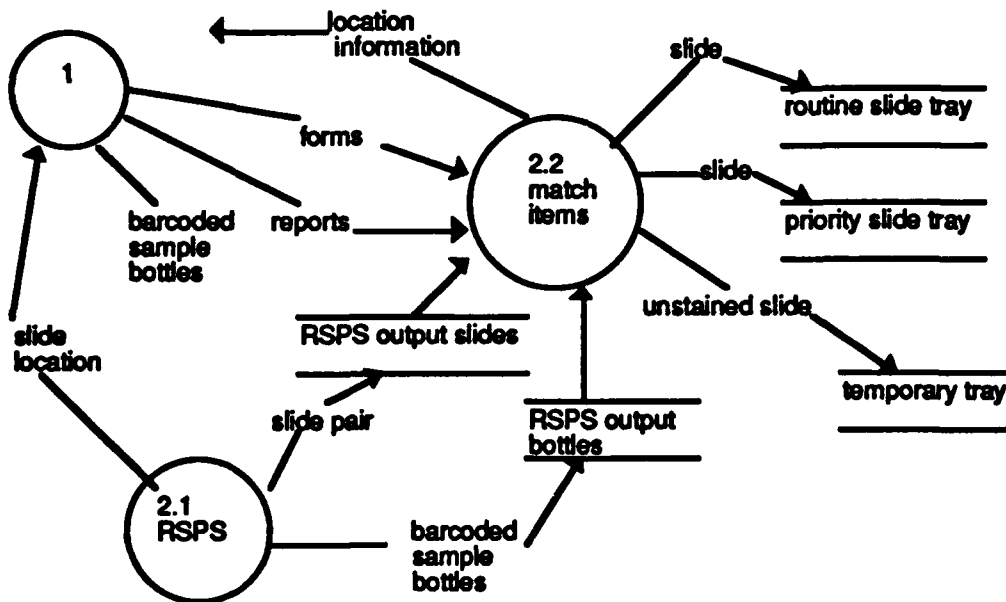 location
information
1
slide
routine slide tray
forms
2.2
match
items
slide
priority slide tray
barcoded
sample
bottles
reports
unstained slide
slide
location
RSPS output slides
temporary tray
slide pair
RSPS output
bottles
2.1
RSPS
barcoded
sample
bottles